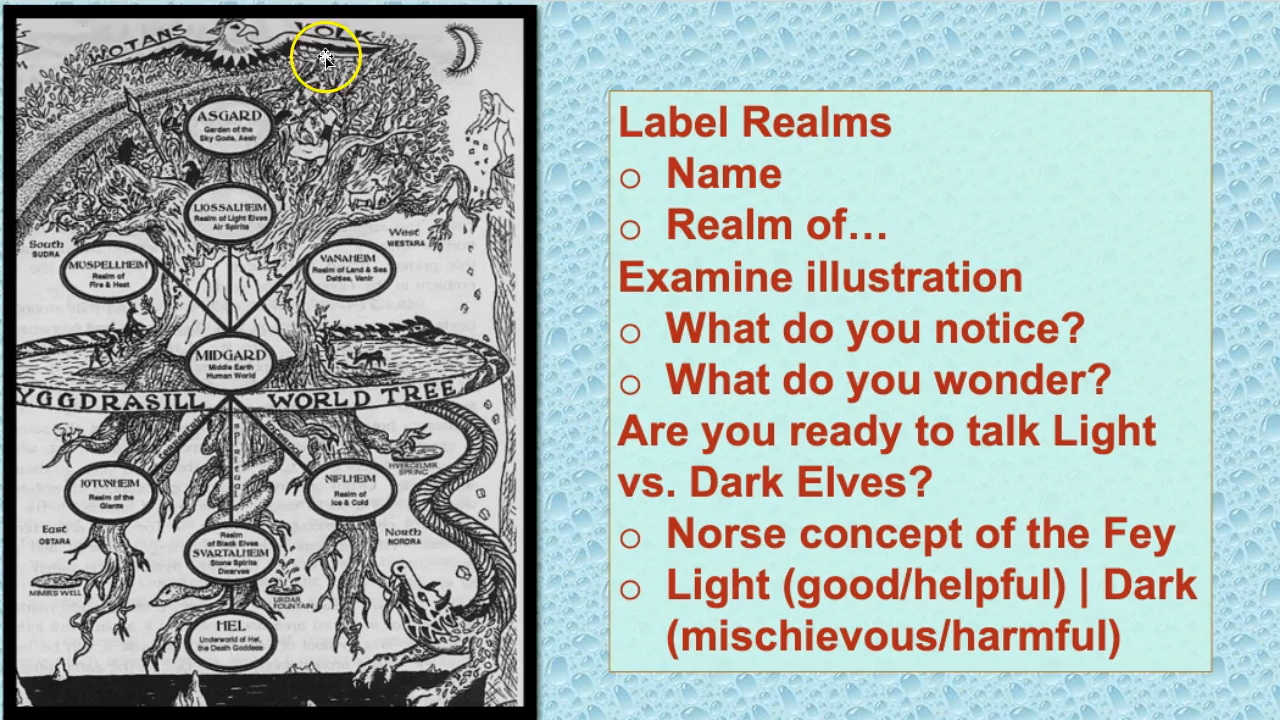 WOTANS VOLK
ASGARD
Garden of the
Sky Gods, Aesir
LJOSSALHEIM
Realm of Light Elves
Air Spirits
South
SUDRA
West
WESTARA
MOSPELLHEIM
Realm of
Fire & Heat
VANAHEIM
Realm of Land & Sea
Deities, Vanir
MIDGARD
Middle Earth
Human World
YGGDRASILL WORLD TREE
HVERGELMIR
SPRING
JOTUNHEIM
Realm of the
Giants
NIFLHEIM
Realm of
Ice & Cold
East
OSTARA
North
NORDRA
Realm
of Black Elves
SVARTALHEIM
Stone Spirits
Dwarves
MIMIR'S WELL
URDAR
FOUNTAIN
HEL
Underworld of Hel,
the Death Goddess
Label Realms
o Name
o Realm of…
Examine illustration
o What do you notice?
o What do you wonder?
Are you ready to talk Light
vs. Dark Elves?
o Norse concept of the Fey
o Light (good/helpful) | Dark
(mischievous/harmful)